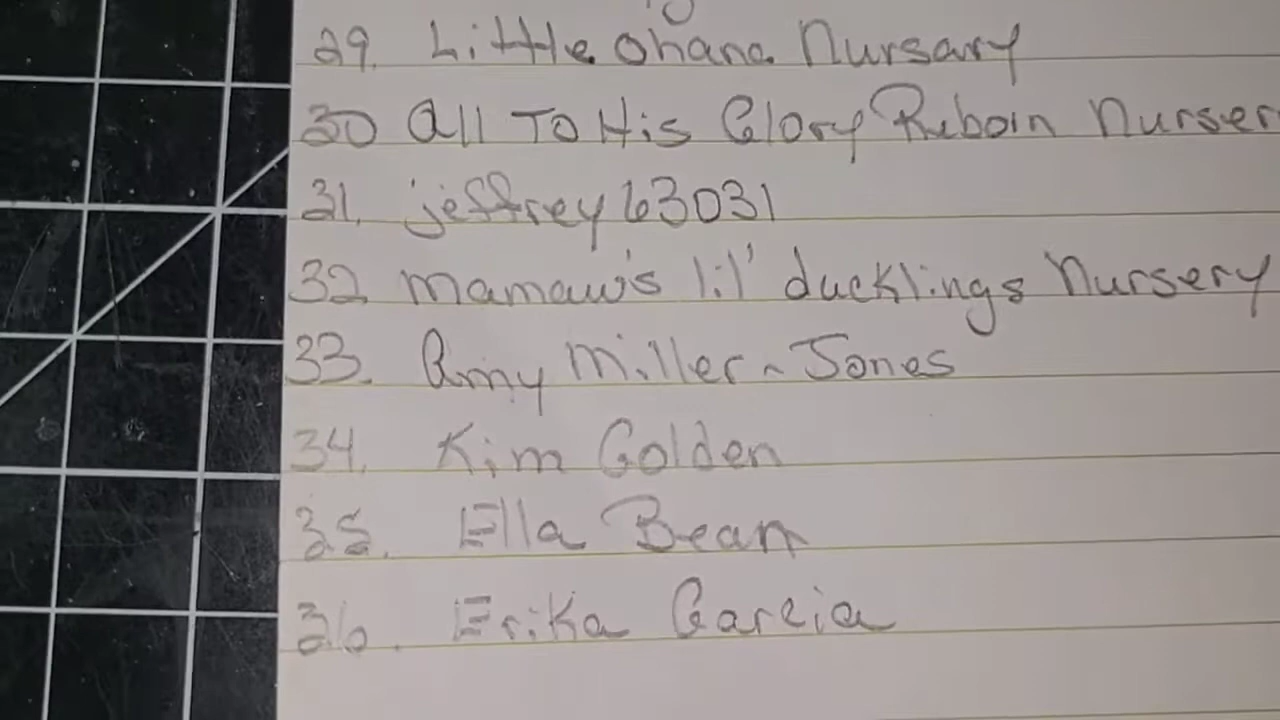 29. Little Ohana Nursary
30 All To His Glory Reborn Nurser
31. jeffrey63031
32 mamaw's lil' ducklings Nursery
33. Amy Miller-Jones
34. Kim Golden
35. Ella Bean
36. Erika Garcia